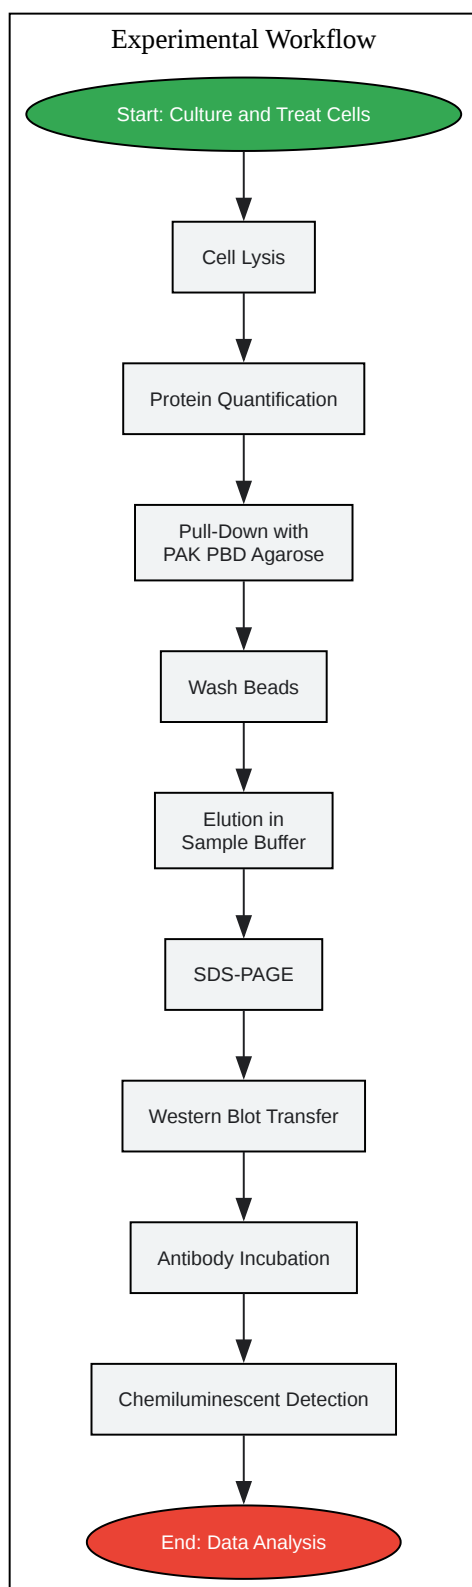 Experimental Workflow
Start: Culture and Treat Cells
Cell Lysis
Protein Quantification
Pull-Down with
PAK PBD Agarose
Wash Beads
Elution in
Sample Buffer
SDS-PAGE
Western Blot Transfer
Antibody Incubation
Chemiluminescent Detection
End: Data Analysis